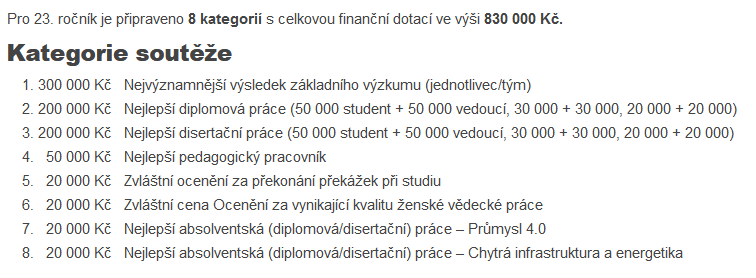 Pro 23. ročník je připraveno 8 kategorií s celkovou finanční dotací ve výši 830 000 Kč.
Kategorie soutěže
1. 300 000 Kč Nejvýznamnější výsledek základního výzkumu (jednotlivec/tým)
2. 200 000 Kč Nejlepší diplomová práce (50 000 student + 50 000 vedoucí, 30 000 + 30 000, 20 000 + 20 000)
3. 200 000 Kč Nejlepší disertační práce (50 000 student + 50 000 vedoucí, 30 000 + 30 000, 20 000 + 20 000)
4. 50 000 Kč Nejlepší pedagogický pracovník
5. 20 000 Kč Zvláštní ocenění za překonání překážek při studiu
6. 20 000 Kč Zvláštní cena Ocenění za vynikající kvalitu ženské vědecké práce
7. 20 000 Kč Nejlepší absolventská (diplomová/disertační) práce – Průmysl 4.0
8. 20 000 Kč Nejlepší absolventská (diplomová/disertační) práce – Chytrá infrastruktura a energetika